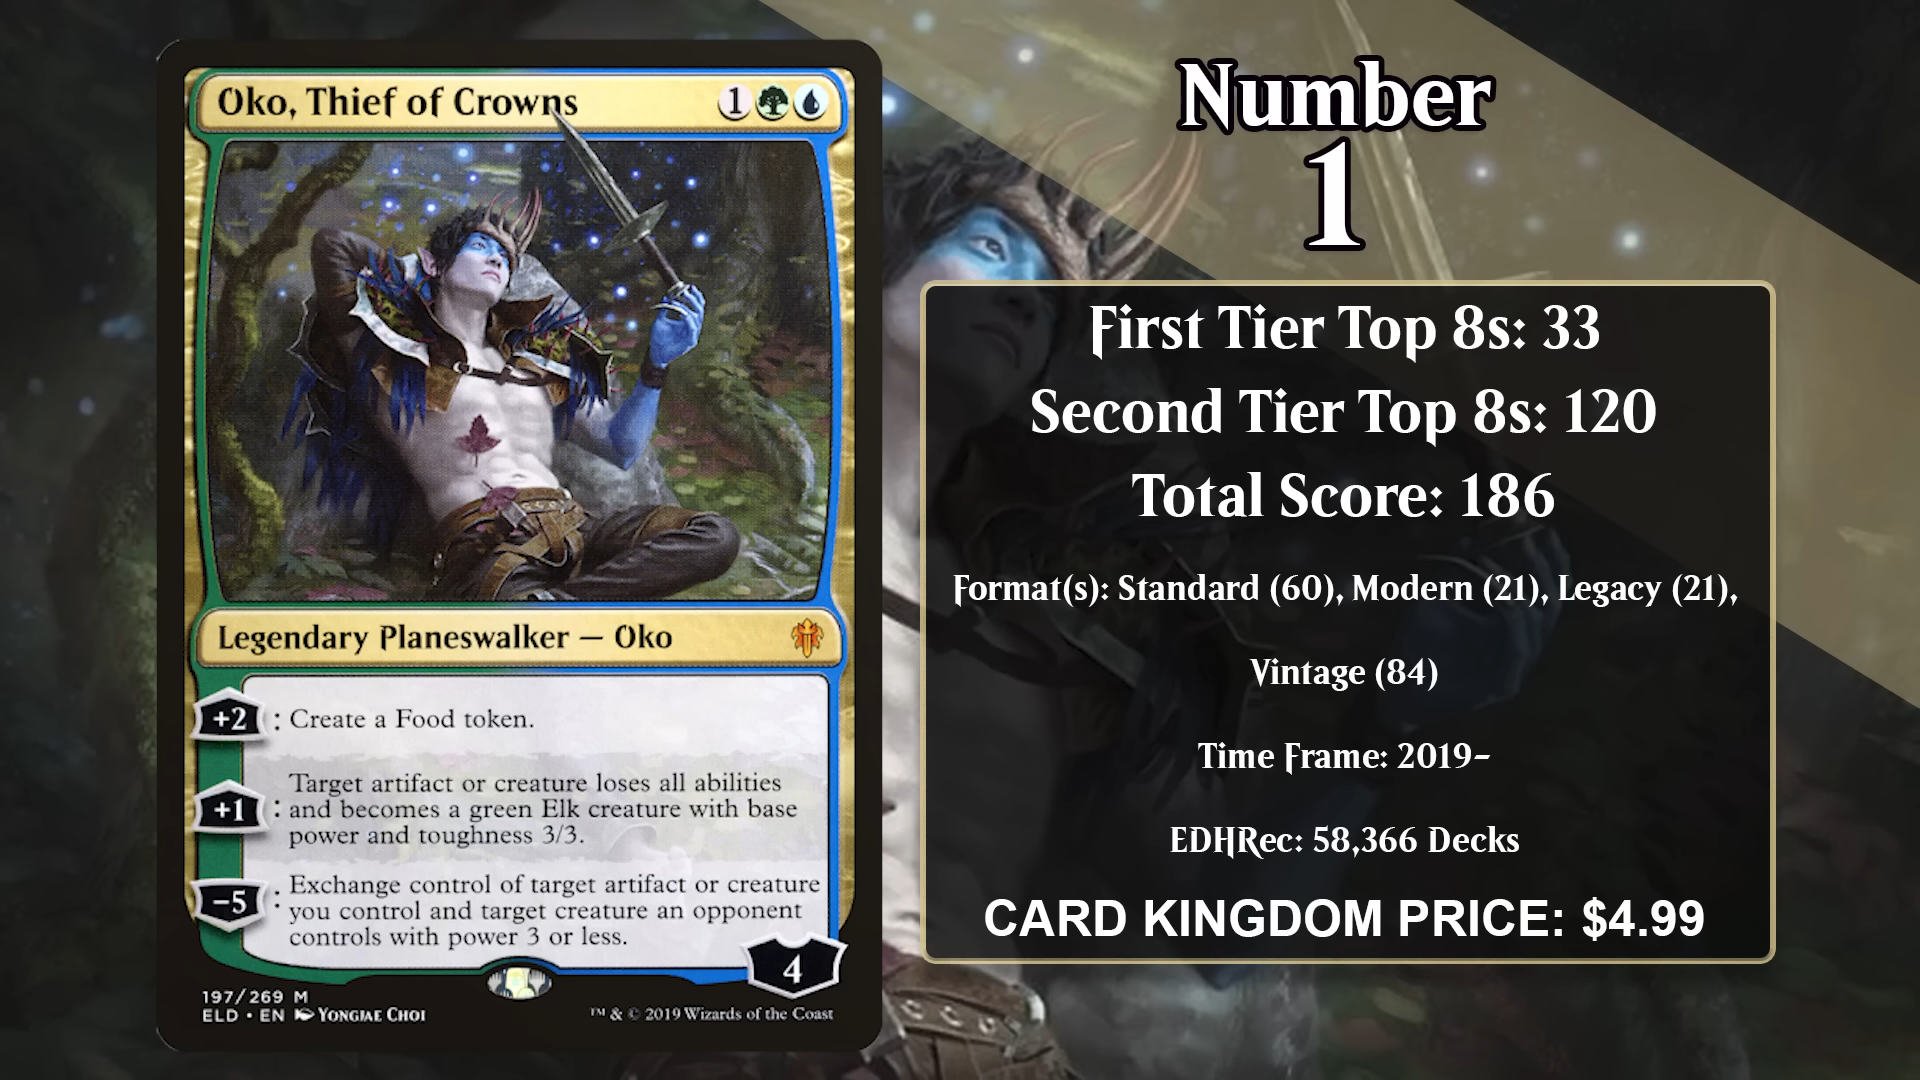 Oko, Thief of Crowns 1
Legendary Planeswalker — Oko
+2 : Create a Food token.
+1 : Target artifact or creature loses all abilities
and becomes a green Elk creature with base
power and toughness 3/3.
−5 : Exchange control of target artifact or creature
you control and target creature an opponent
controls with power 3 or less.
4
197/269 M
ELD • EN Yongjae Choi
™ & © 2019 Wizards of the Coast
Number
1
First Tier Top 8s: 33
Second Tier Top 8s: 120
Total Score: 186
Format(s): Standard (60), Modern (21), Legacy (21),
Vintage (84)
Time Frame: 2019–
EDHRec: 58,366 Decks
CARD KINGDOM PRICE: $4.99